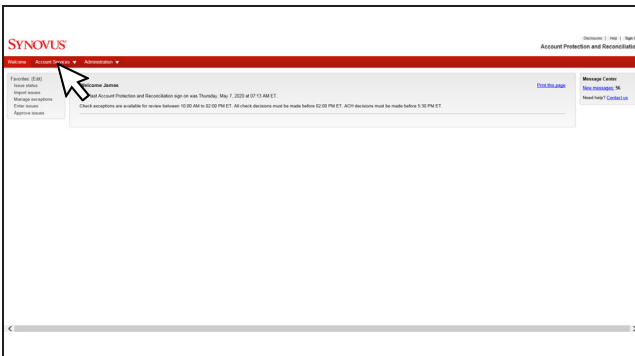 Disclosures | Help | Sign
SYNOVUS
Account Protection and Reconciliation
Welcome Account Services Administration
Favorites: (Edit)
Issue status
Import issues
Manage exceptions
Enter issues
Approve issues
Welcome James
Print this page
last Account Protection and Reconciliation sign on was Thursday, May 7, 2020 at 07:13 AM ET.
Check exceptions are available for review between 10:00 AM to 02:00 PM ET. All check decisions must be made before 02:00 PM ET. ACH decisions must be made before 5:30 PM ET.
Message Center
New messages: 56
Need help? Contact us